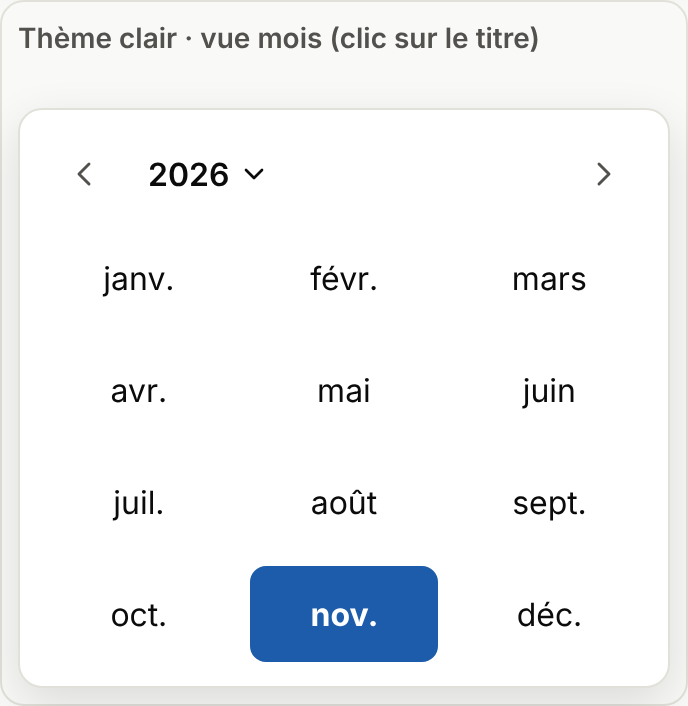 Thème clair · vue mois (clic sur le titre)
2026
janv. févr. mars
avr. mai juin
juil. août sept.
oct. nov. déc.